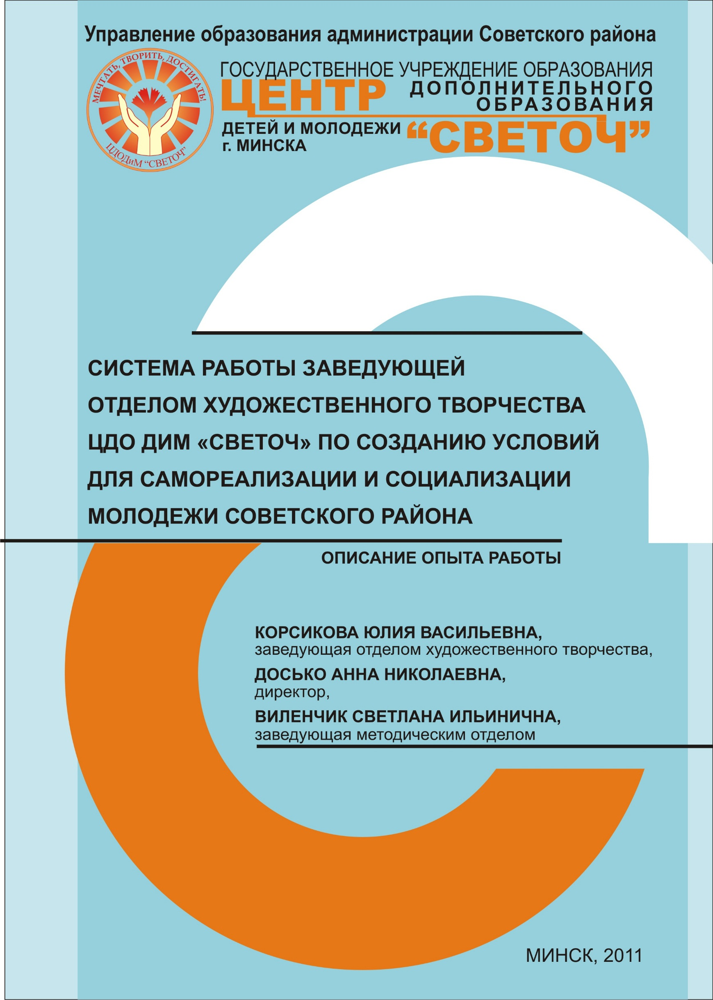 Управление образования администрации Советского района
МЕЧТАТЬ, ТВОРИТЬ, ДОСТИГАТЬ!
ЦДОДиМ “СВЕТОЧ”
ГОСУДАРСТВЕННОЕ УЧРЕЖДЕНИЕ ОБРАЗОВАНИЯ
ЦЕНТР ДОПОЛНИТЕЛЬНОГО
ОБРАЗОВАНИЯ
ДЕТЕЙ И МОЛОДЕЖИ “СВЕТОЧ”
г. МИНСКА
СИСТЕМА РАБОТЫ ЗАВЕДУЮЩЕЙ
ОТДЕЛОМ ХУДОЖЕСТВЕННОГО ТВОРЧЕСТВА
ЦДО ДИМ «СВЕТОЧ» ПО СОЗДАНИЮ УСЛОВИЙ
ДЛЯ САМОРЕАЛИЗАЦИИ И СОЦИАЛИЗАЦИИ
МОЛОДЕЖИ СОВЕТСКОГО РАЙОНА
ОПИСАНИЕ ОПЫТА РАБОТЫ
КОРСИКОВА ЮЛИЯ ВАСИЛЬЕВНА,
заведующая отделом художественного творчества,
ДОСЬКО АННА НИКОЛАЕВНА,
директор,
ВИЛЕНЧИК СВЕТЛАНА ИЛЬИНИЧНА,
заведующая методическим отделом
МИНСК, 2011